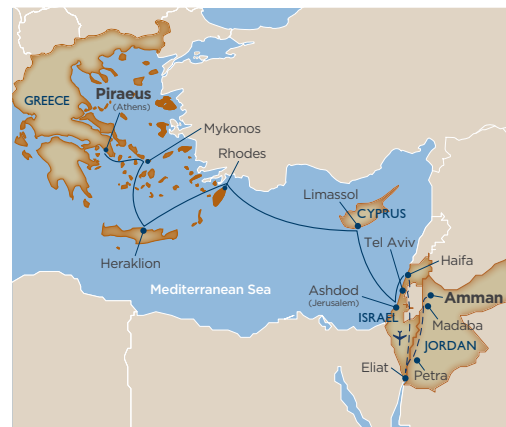 GREECE
Piraeus
(Athens)
Mykonos
Rhodes
Heraklion
Mediterranean Sea
Limassol
CYPRUS
Tel Aviv
Haifa
Ashdod
(Jerusalem)
ISRAEL
Amman
Madaba
JORDAN
Eliat
Petra